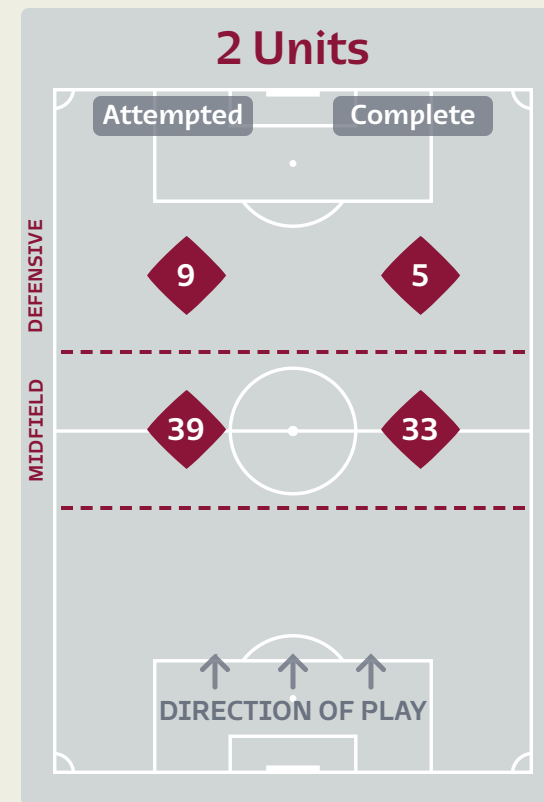 2 Units
Attempted Complete
DEFENSIVE
9 5
MIDFIELD
39 33
DIRECTION OF PLAY